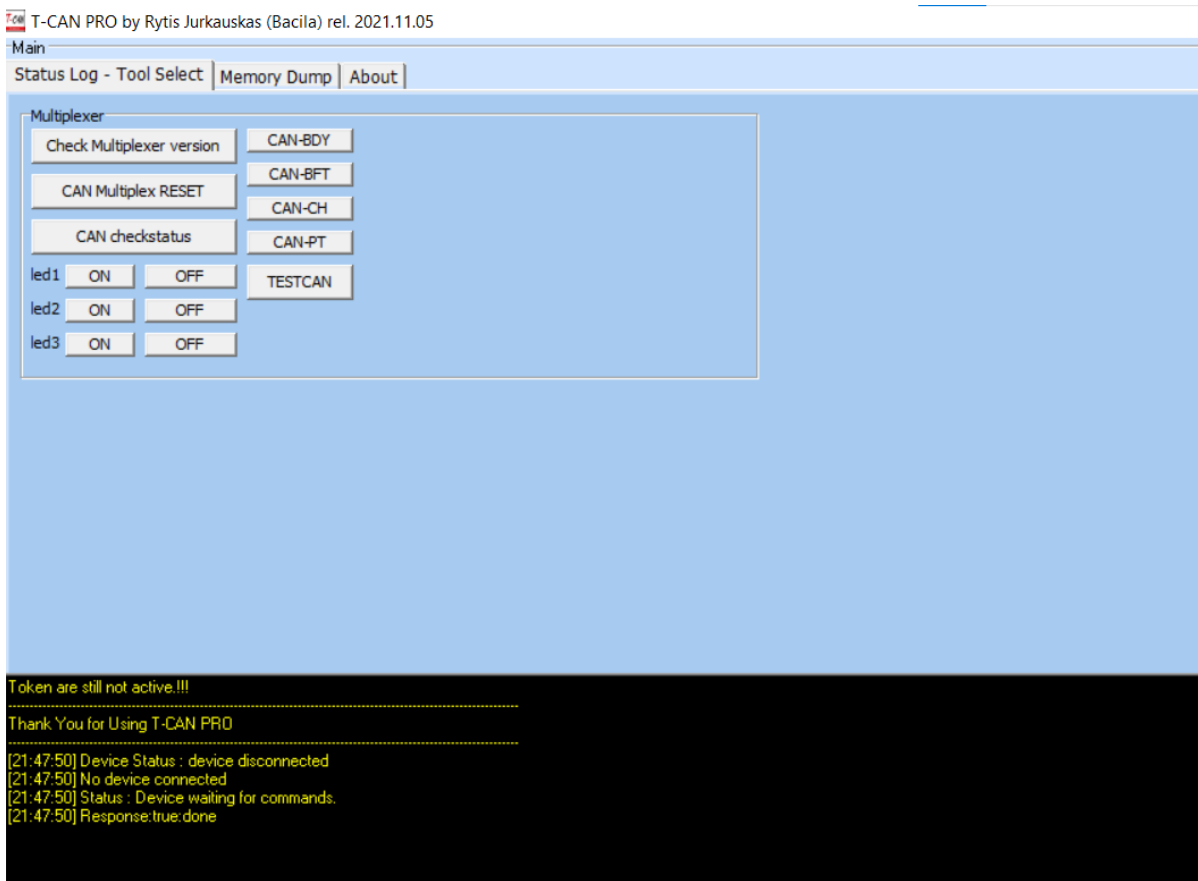 T-CAN PRO by Rytis Jurkauskas (Bacila) rel. 2021.11.05
Main
Status Log - Tool Select Memory Dump About
Multiplexer
Check Multiplexer version CAN-BDY
CAN-BFT
CAN Multiplex RESET
CAN-CH
CAN checkstatus CAN-PT
led1 ON OFF TESTCAN
led2 ON OFF
led3 ON OFF
Token are still not active.!!!
Thank You for Using T-CAN PRO
[21:47:50] Device Status : device disconnected
[21:47:50] No device connected
[21:47:50] Status : Device waiting for commands.
[21:47:50] Response:true:done